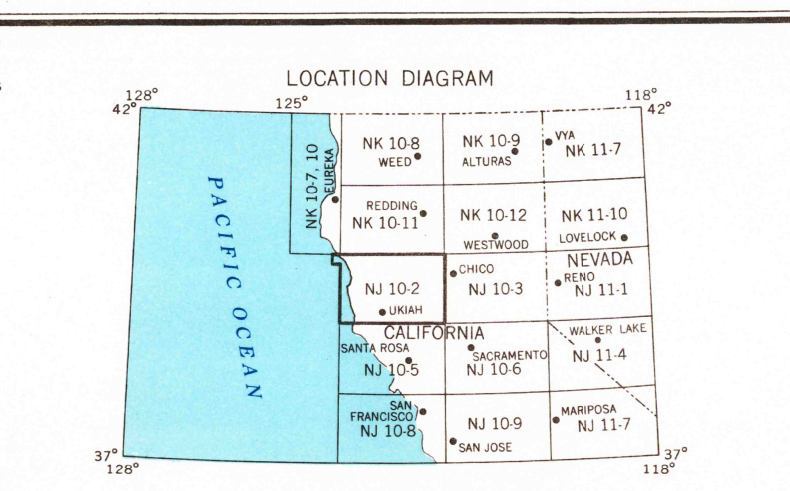 LOCATION DIAGRAM
128°
125°
118°
42°
42°
NK 10-7, 10
EUREKA
NK 10-8
WEED
NK 10-9
ALTURAS
VYA
NK 11-7
REDDING
NK 10-11
NK 10-12
WESTWOOD
NK 11-10
LOVELOCK
PACIFIC OCEAN
NJ 10-2
UKIAH
CHICO
NJ 10-3
NEVADA
RENO
NJ 11-1
CALIFORNIA
SANTA ROSA
NJ 10-5
SACRAMENTO
NJ 10-6
WALKER LAKE
NJ 11-4
SAN
FRANCISCO
NJ 10-8
NJ 10-9
SAN JOSE
MARIPOSA
NJ 11-7
37°
37°
128°
118°